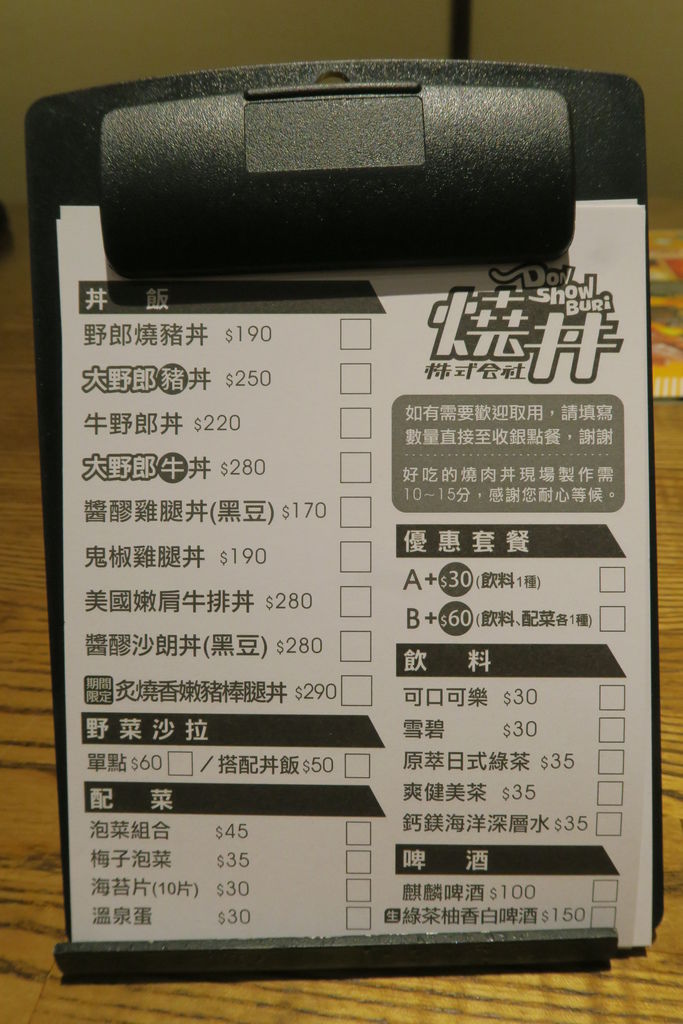 丼 飯
野郎燒豬丼 $190
大野郎豬丼 $250
牛野郎丼 $220
大野郎牛丼 $280
醬醪雞腿丼(黑豆) $170
鬼椒雞腿丼 $190
美國嫩肩牛排丼 $280
醬醪沙朗丼(黑豆) $280
期間限定 炙燒香嫩豬棒腿丼 $290
野菜沙拉
單點$60 / 搭配丼飯$50
配 菜
泡菜組合 $45
梅子泡菜 $35
海苔片(10片) $30
溫泉蛋 $30
DON
SHOW
BURI
燒丼
株式会社
如有需要歡迎取用，請填寫
數量直接至收銀點餐，謝謝
好吃的燒肉丼現場製作需
10～15分，感謝您耐心等候。
優惠套餐
A+$30(飲料1種)
B+$60(飲料、配菜各1種)
飲 料
可口可樂 $30
雪碧 $30
原萃日式綠茶 $35
爽健美茶 $35
鈣鎂海洋深層水 $35
啤 酒
麒麟啤酒 $100
生 綠茶柚香白啤酒 $150